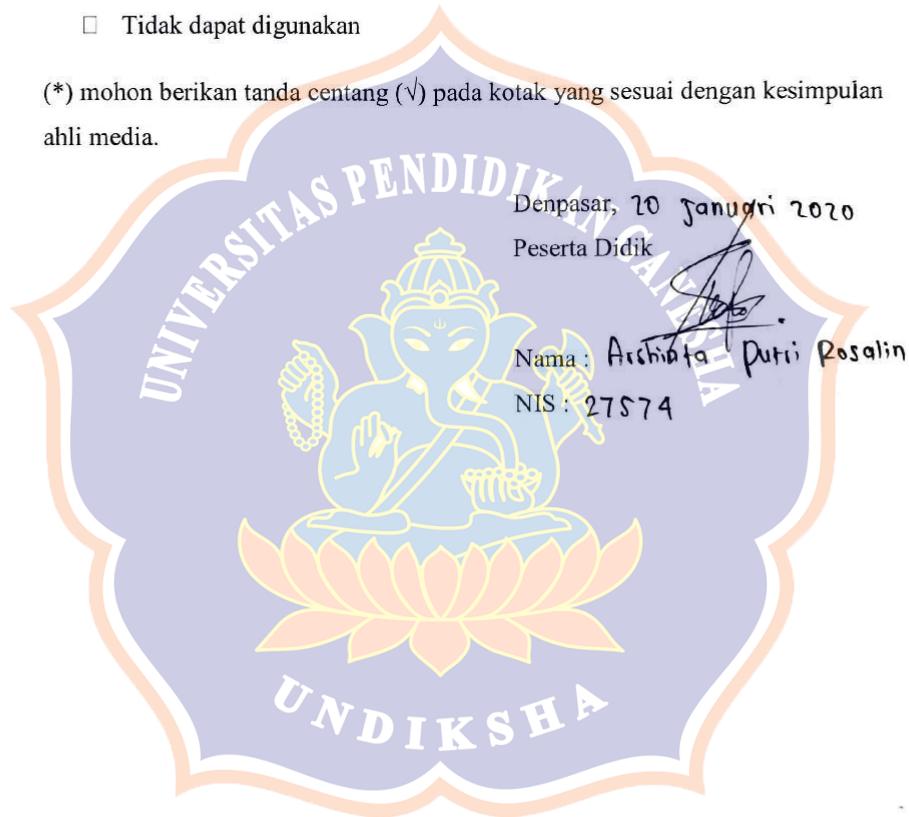 Tidak dapat digunakan
(*) mohon berikan tanda centang (√) pada kotak yang sesuai dengan kesimpulan
ahli media.
UNIVERSITAS PENDIDIKAN GANESHA
Denpasar, 20 Januari 2020
Peserta Didik
Nama : Arshinta Putri Rosalin
NIS : 27574
UNDIKSHA